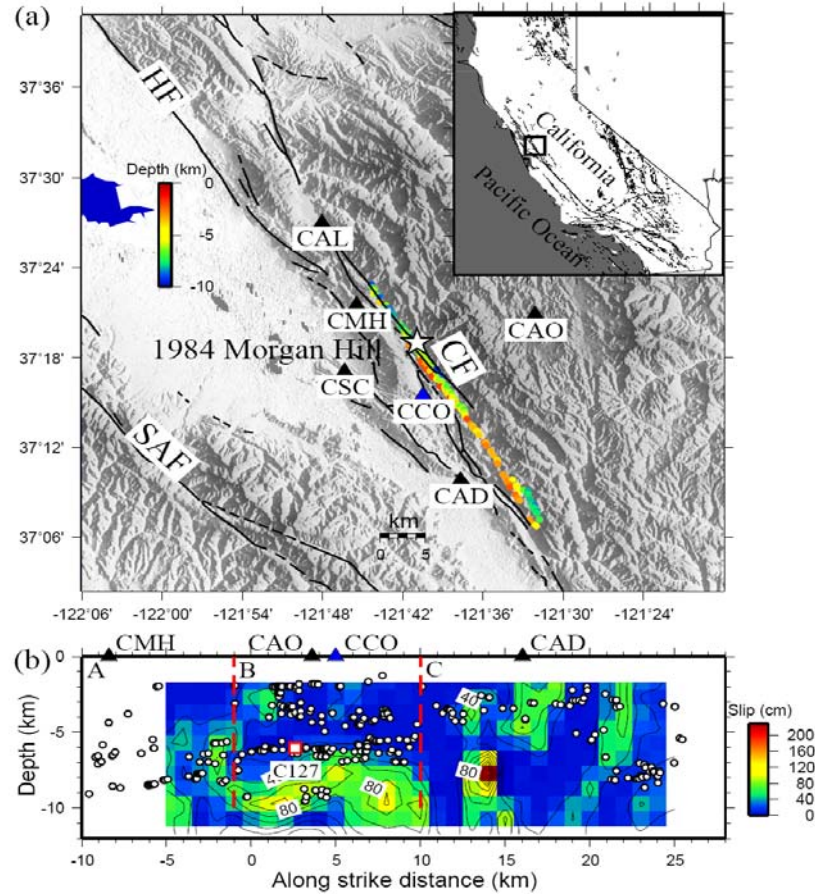 (a)
37°36'
37°30'
37°24'
37°18'
37°12'
37°06'
HF
Depth (km)
0
-5
-10
California
Pacific Ocean
CAL
CMH
CAO
1984 Morgan Hill
CF
CSC
CCO
SAF
CAD
km
0 5
-122°06' -122°00' -121°54' -121°48' -121°42' -121°36' -121°30' -121°24'
(b)
CMH CAO CCO CAD
A B C
0
-5
-10
Depth (km)
40
C127
80
80
80
Slip (cm)
200
160
120
80
40
0
-10 -5 0 5 10 15 20 25
Along strike distance (km)